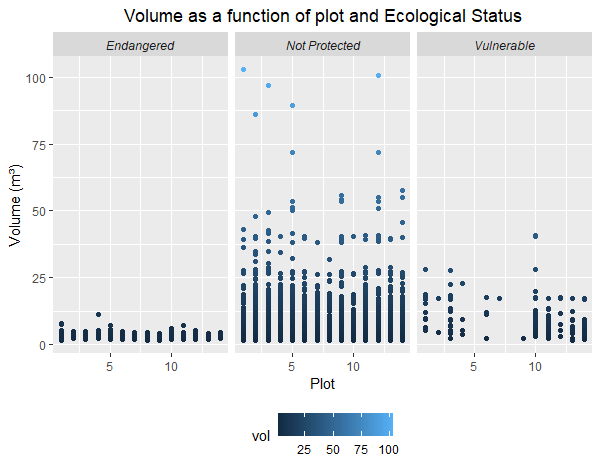 Volume as a function of plot and Ecological Status
Endangered Not Protected Vulnerable
100
75
50
25
0
Volume (m³)
5 10 5 10 5 10
Plot
vol
25 50 75 100